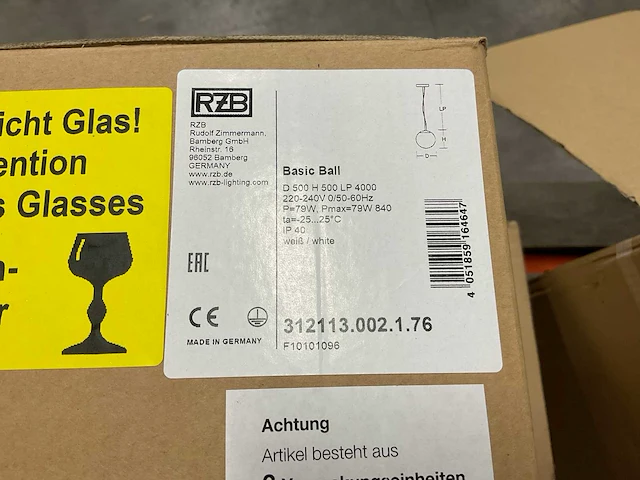 icht Glas!
ention
s Glasses
n-
r
RZB
RZB
Rudolf Zimmermann,
Bamberg GmbH
Rheinstr. 16
96052 Bamberg
GERMANY
www.rzb.de
www.rzb-lighting.com
Basic Ball
D 500 H 500 LP 4000
220-240V 0/50-60Hz
P=79W, Pmax=79W 840
ta=-25...25°C
IP 40
weiß / white
LP
H
D
4 051859 164647
EAC
CE
MADE IN GERMANY
312113.002.1.76
F10101096
Achtung
Artikel besteht aus